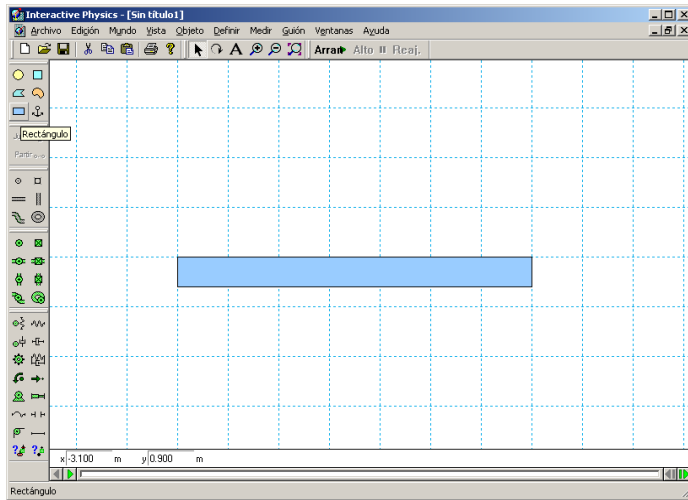 Interactive Physics - [Sin título1]
Archivo Edición Mundo Vista Objeto Definir Medir Guión Ventanas Ayuda
A Arran Alto Reaj.
Rectángulo
Partir
x -3.100 m y 0.900 m
Rectángulo